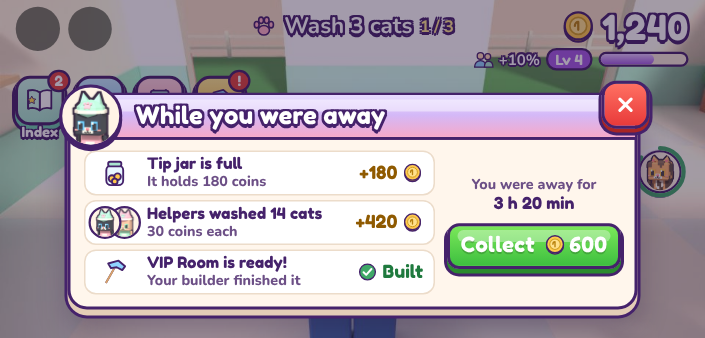 Wash 3 cats 1/3
1,240
+10% Lv 4
2
!
Index
While you were away
Tip jar is full
It holds 180 coins
+180
Helpers washed 14 cats
30 coins each
+420
VIP Room is ready!
Your builder finished it
Built
You were away for
3 h 20 min
Collect 600